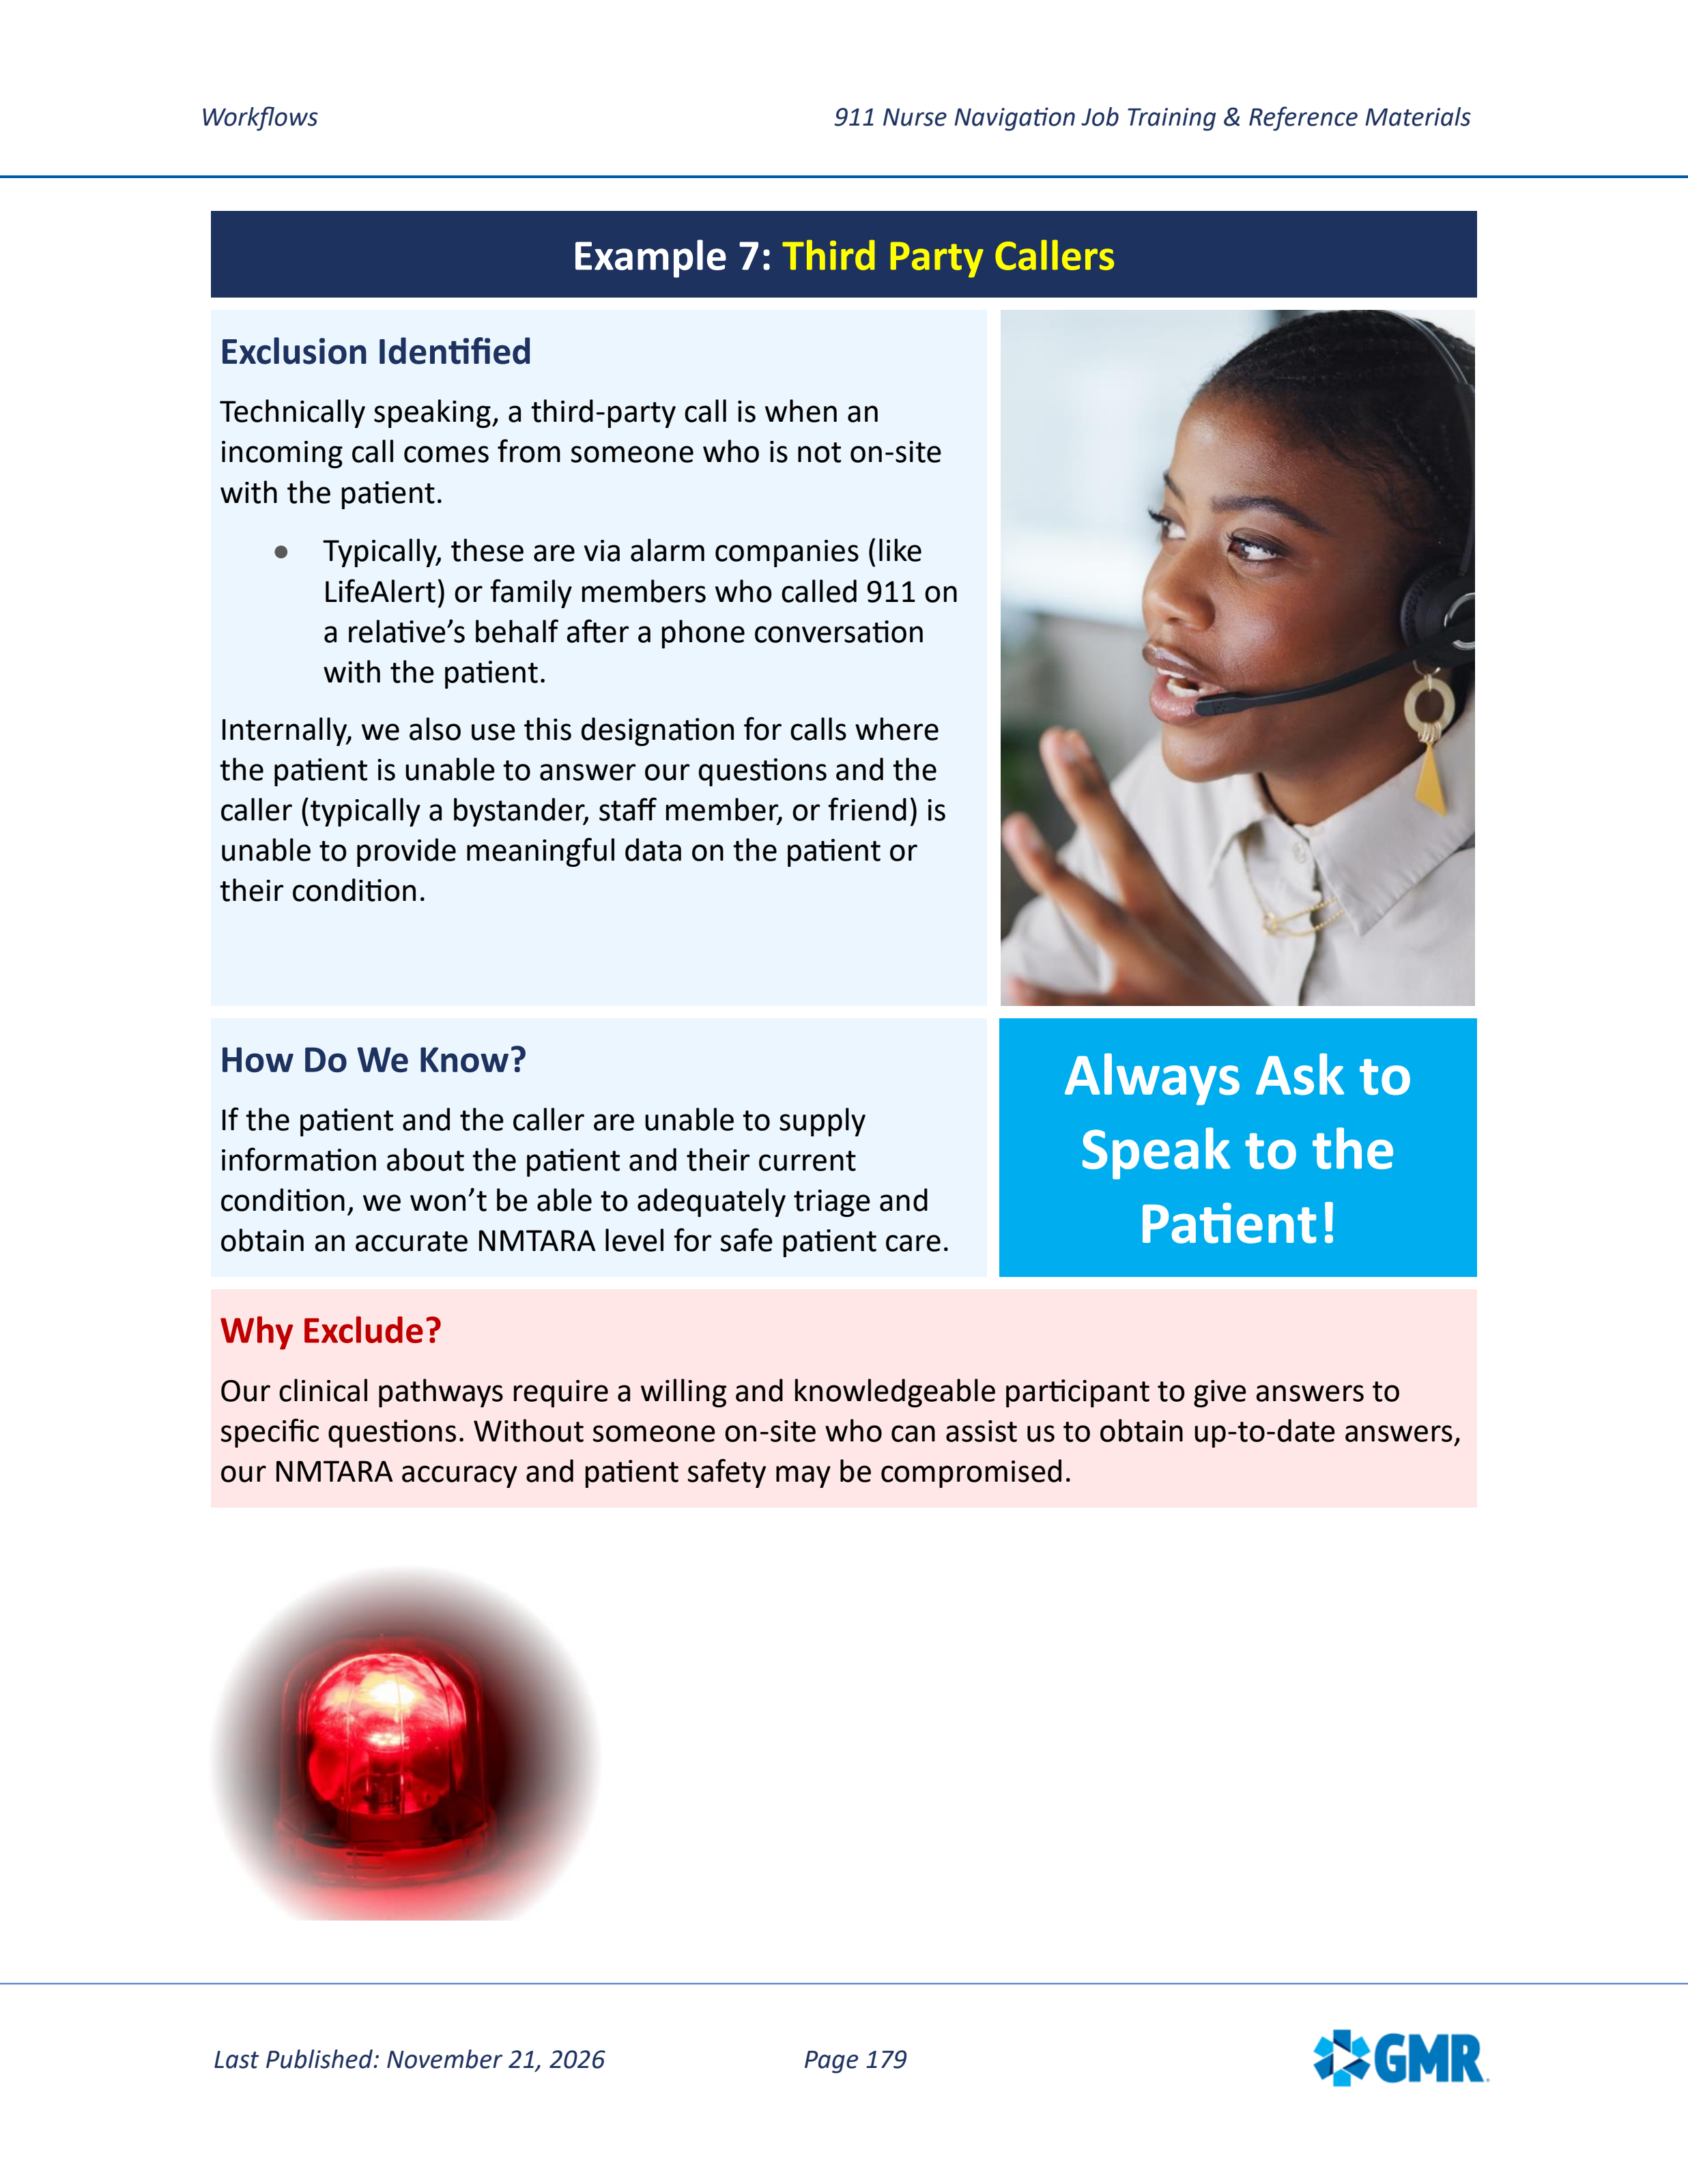 Workflows
911 Nurse Navigation Job Training & Reference Materials
Example 7: Third Party Callers
Exclusion Identified
Technically speaking, a third-party call is when an
incoming call comes from someone who is not on-site
with the patient.
● Typically, these are via alarm companies (like
LifeAlert) or family members who called 911 on
a relative’s behalf after a phone conversation
with the patient.
Internally, we also use this designation for calls where
the patient is unable to answer our questions and the
caller (typically a bystander, staff member, or friend) is
unable to provide meaningful data on the patient or
their condition.
How Do We Know?
If the patient and the caller are unable to supply
information about the patient and their current
condition, we won’t be able to adequately triage and
obtain an accurate NMTARA level for safe patient care.
Always Ask to
Speak to the
Patient!
Why Exclude?
Our clinical pathways require a willing and knowledgeable participant to give answers to
specific questions. Without someone on-site who can assist us to obtain up-to-date answers,
our NMTARA accuracy and patient safety may be compromised.
Last Published: November 21, 2026
Page 179
GMR